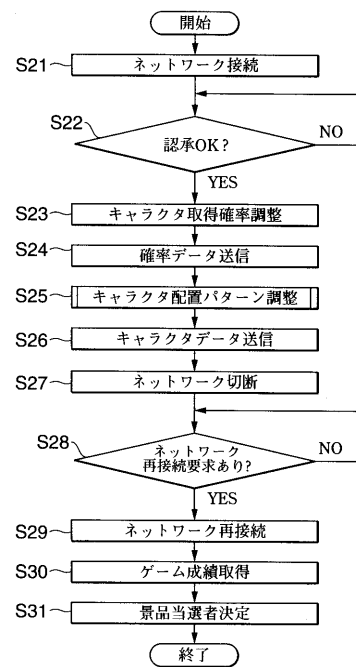 開始
S21
ネットワーク接続
S22
認承OK?
NO
YES
S23
キャラクタ取得確率調整
S24
確率データ送信
S25
キャラクタ配置パターン調整
S26
キャラクタデータ送信
S27
ネットワーク切断
S28
ネットワーク
再接続要求あり?
NO
YES
S29
ネットワーク再接続
S30
ゲーム成績取得
S31
景品当選者決定
終了